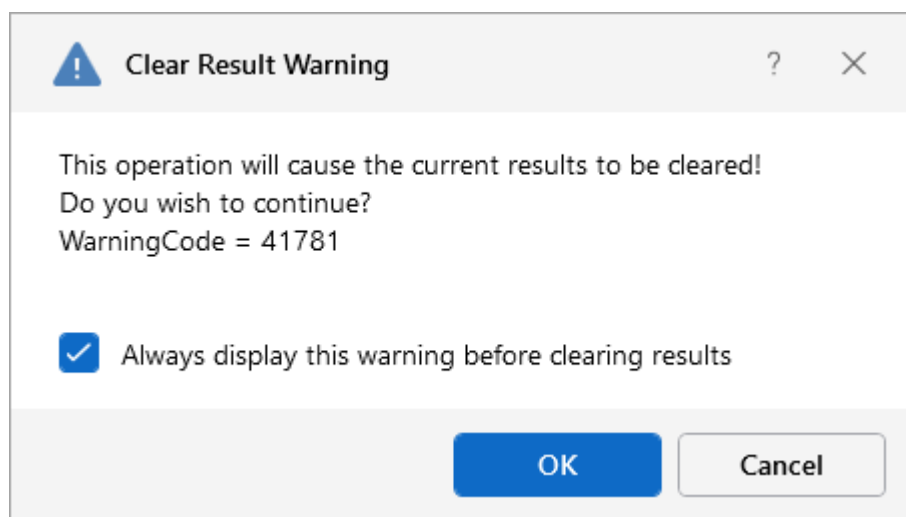 Clear Result Warning
?
This operation will cause the current results to be cleared!
Do you wish to continue?
WarningCode = 41781
Always display this warning before clearing results
OK
Cancel